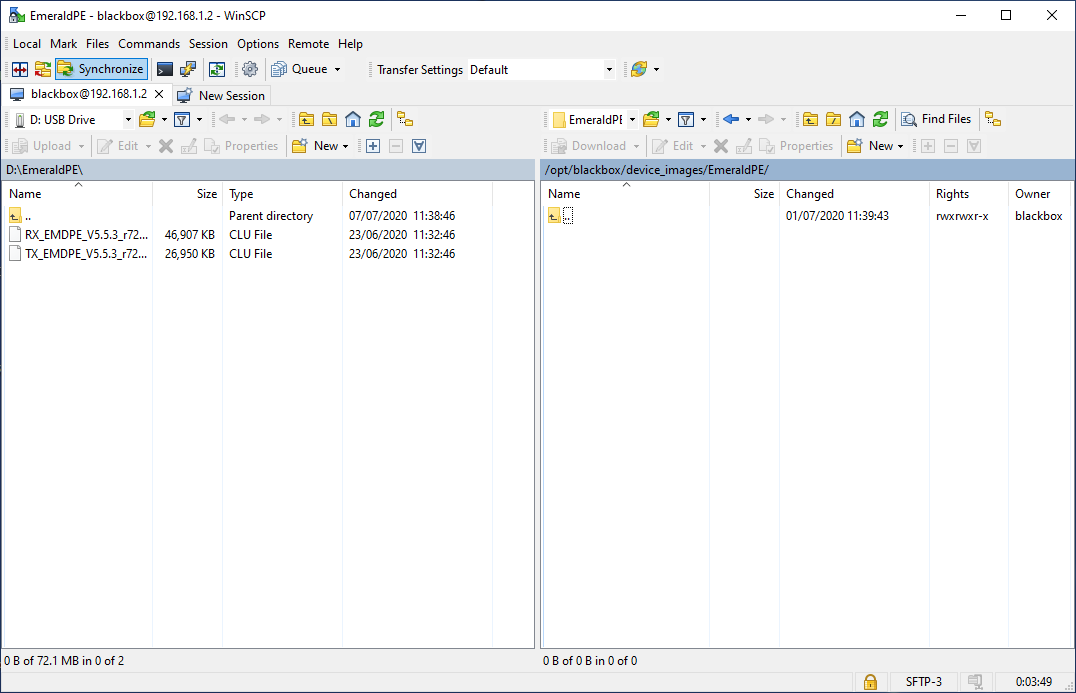 EmeraldPE - blackbox@192.168.1.2 - WinSCP
Local Mark Files Commands Session Options Remote Help
Synchronize Queue Transfer Settings Default
blackbox@192.168.1.2 New Session
D: USB Drive EmeraldPE Find Files
Upload Edit Properties New Download Edit Properties New
D:\EmeraldPE\ /opt/blackbox/device_images/EmeraldPE/
Name Size Type Changed Name Size Changed Rights Owner
.. Parent directory 07/07/2020 11:38:46 .. 01/07/2020 11:39:43 rwxrwxr-x blackbox
RX_EMDPE_V5.5.3_r72... 46,907 KB CLU File 23/06/2020 11:32:46
TX_EMDPE_V5.5.3_r72... 26,950 KB CLU File 23/06/2020 11:32:46
0 B of 72.1 MB in 0 of 2 0 B of 0 B in 0 of 0
SFTP-3 0:03:49